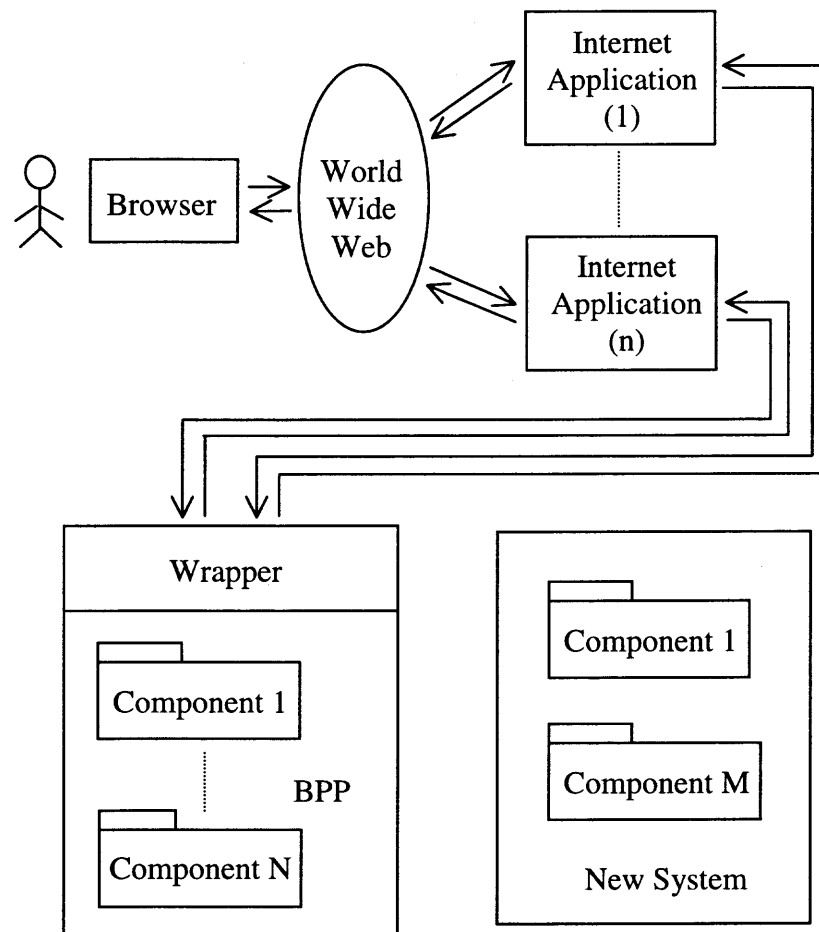 Internet
Application
(1)
World
Wide
Web
Browser
Internet
Application
(n)
Wrapper
Component 1
BPP
Component N
Component 1
Component M
New System